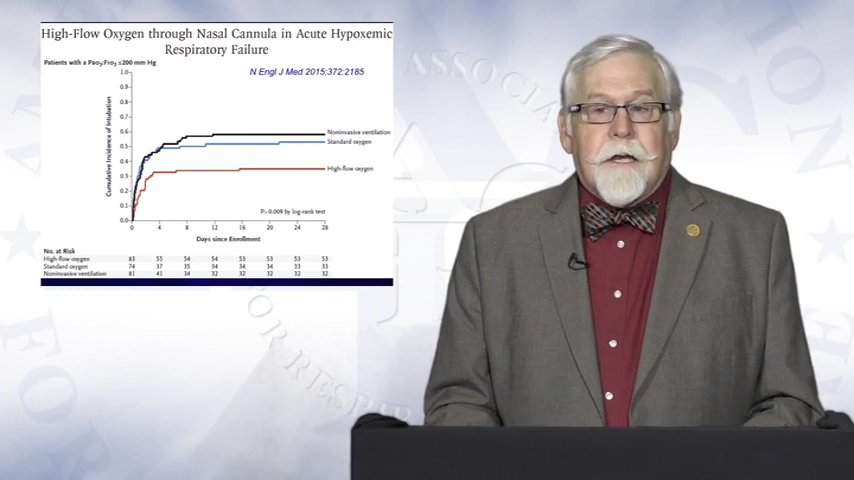 High-Flow Oxygen through Nasal Cannula in Acute Hypoxemic
Respiratory Failure
Patients with a PaO2:FiO2 ≤200 mm Hg
N Engl J Med 2015;372:2185
Cumulative Incidence of Intubation
1.0
0.9
0.8
0.7
0.6
0.5
0.4
0.3
0.2
0.1
0.0
Noninvasive ventilation
Standard oxygen
High-flow oxygen
P=0.009 by log-rank test
0 4 8 12 16 20 24 28
Days since Enrollment
No. at Risk
High-flow oxygen 83 55 54 54 53 53 53 53
Standard oxygen 74 37 35 34 34 34 33 33
Noninvasive ventilation 81 41 34 32 32 32 32 32
ASSOCIA
TION
FOR RESPIR
FOR